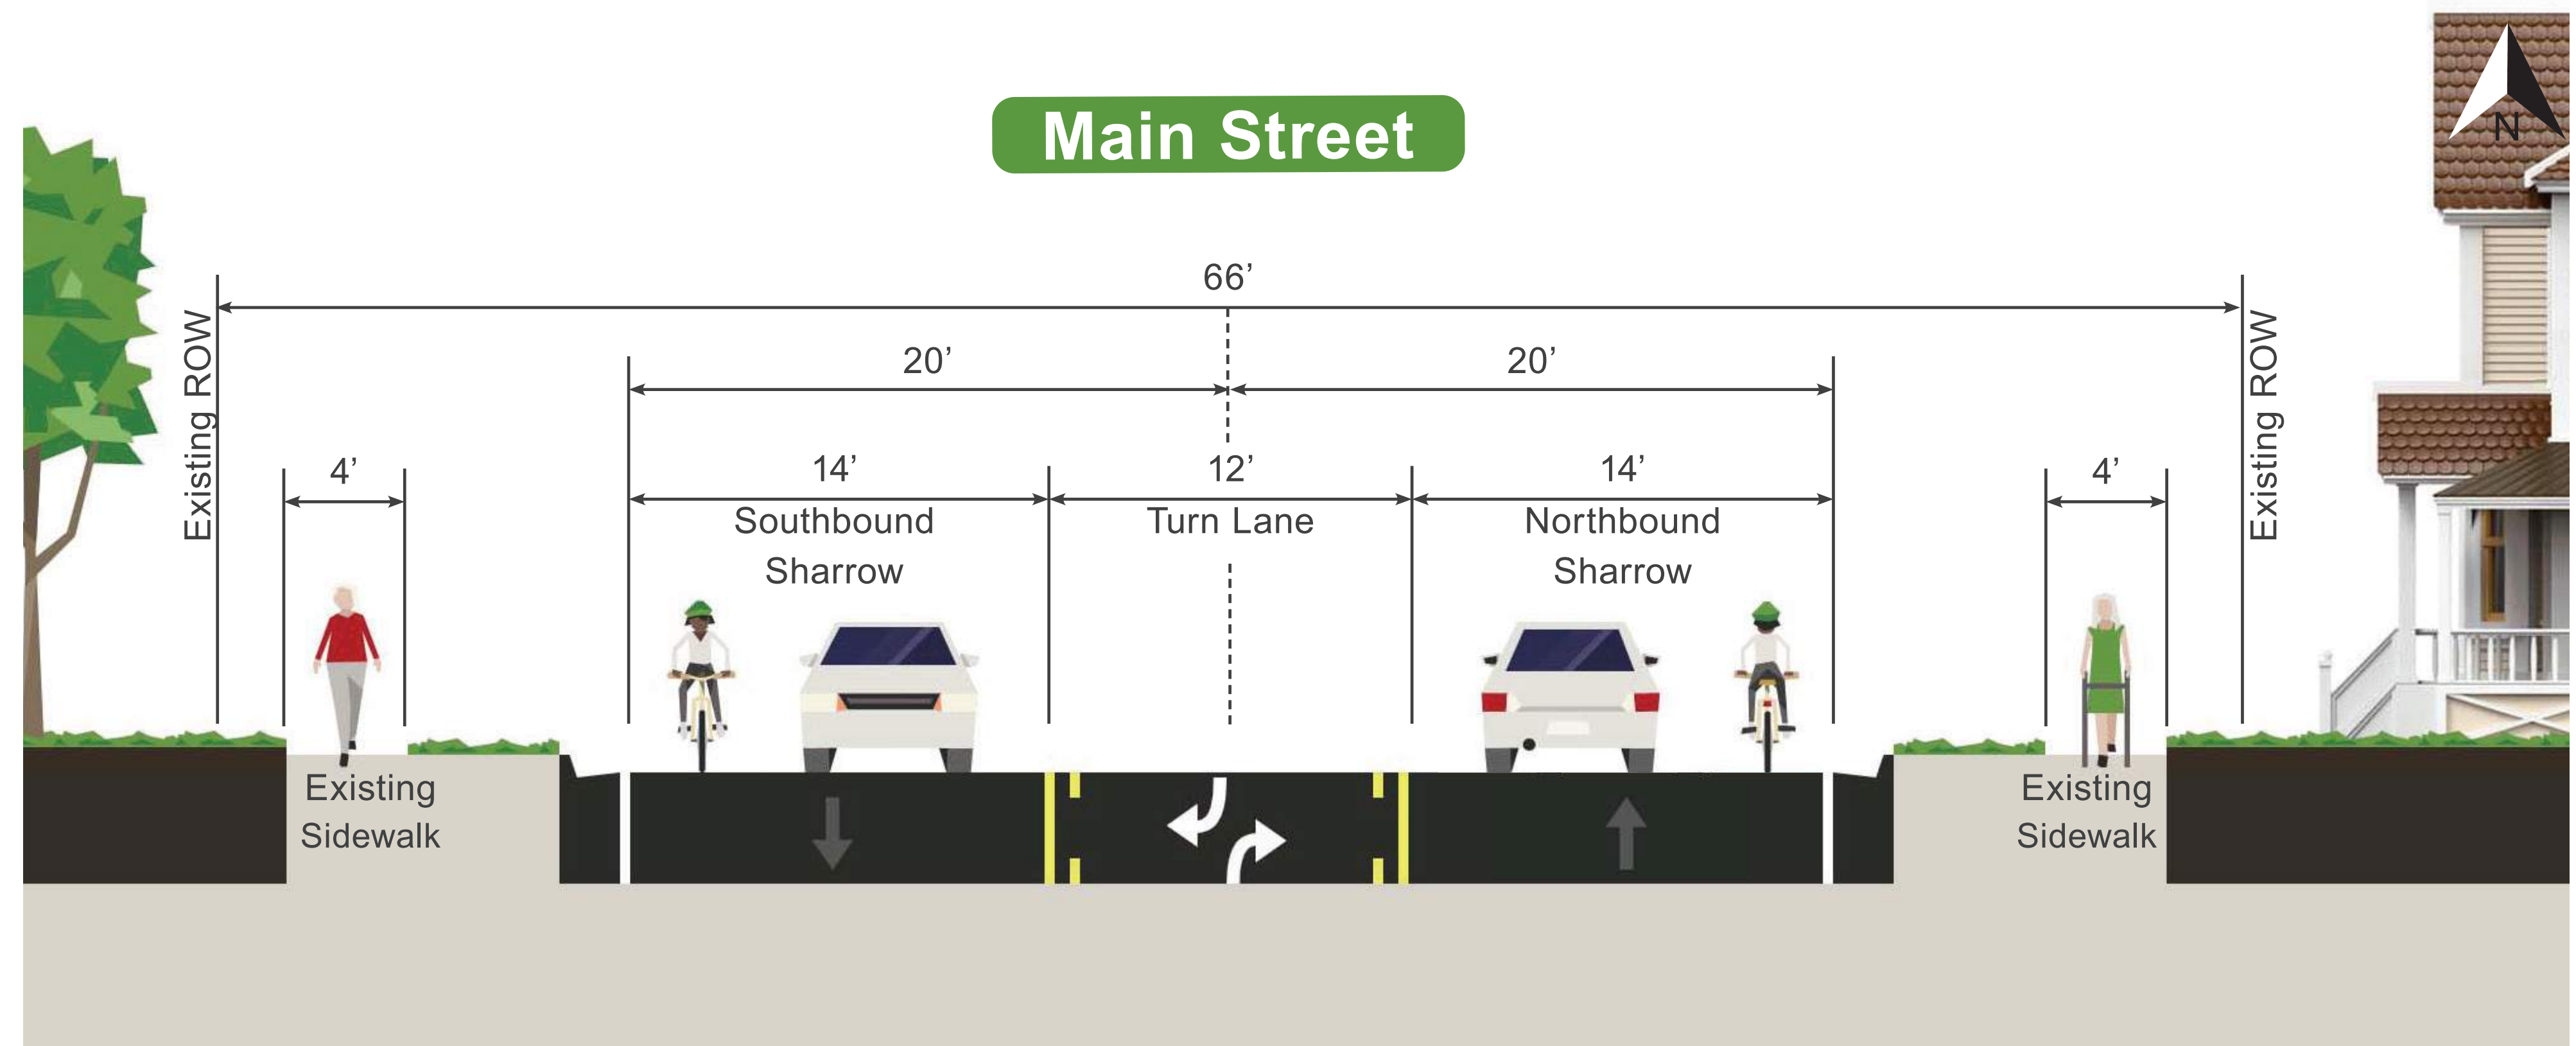 Main Street
N
66’
Existing ROW
20’
20’
Existing ROW
4’
14’
12’
14’
4’
Southbound
Sharrow
Turn Lane
Northbound
Sharrow
Existing
Sidewalk
Existing
Sidewalk